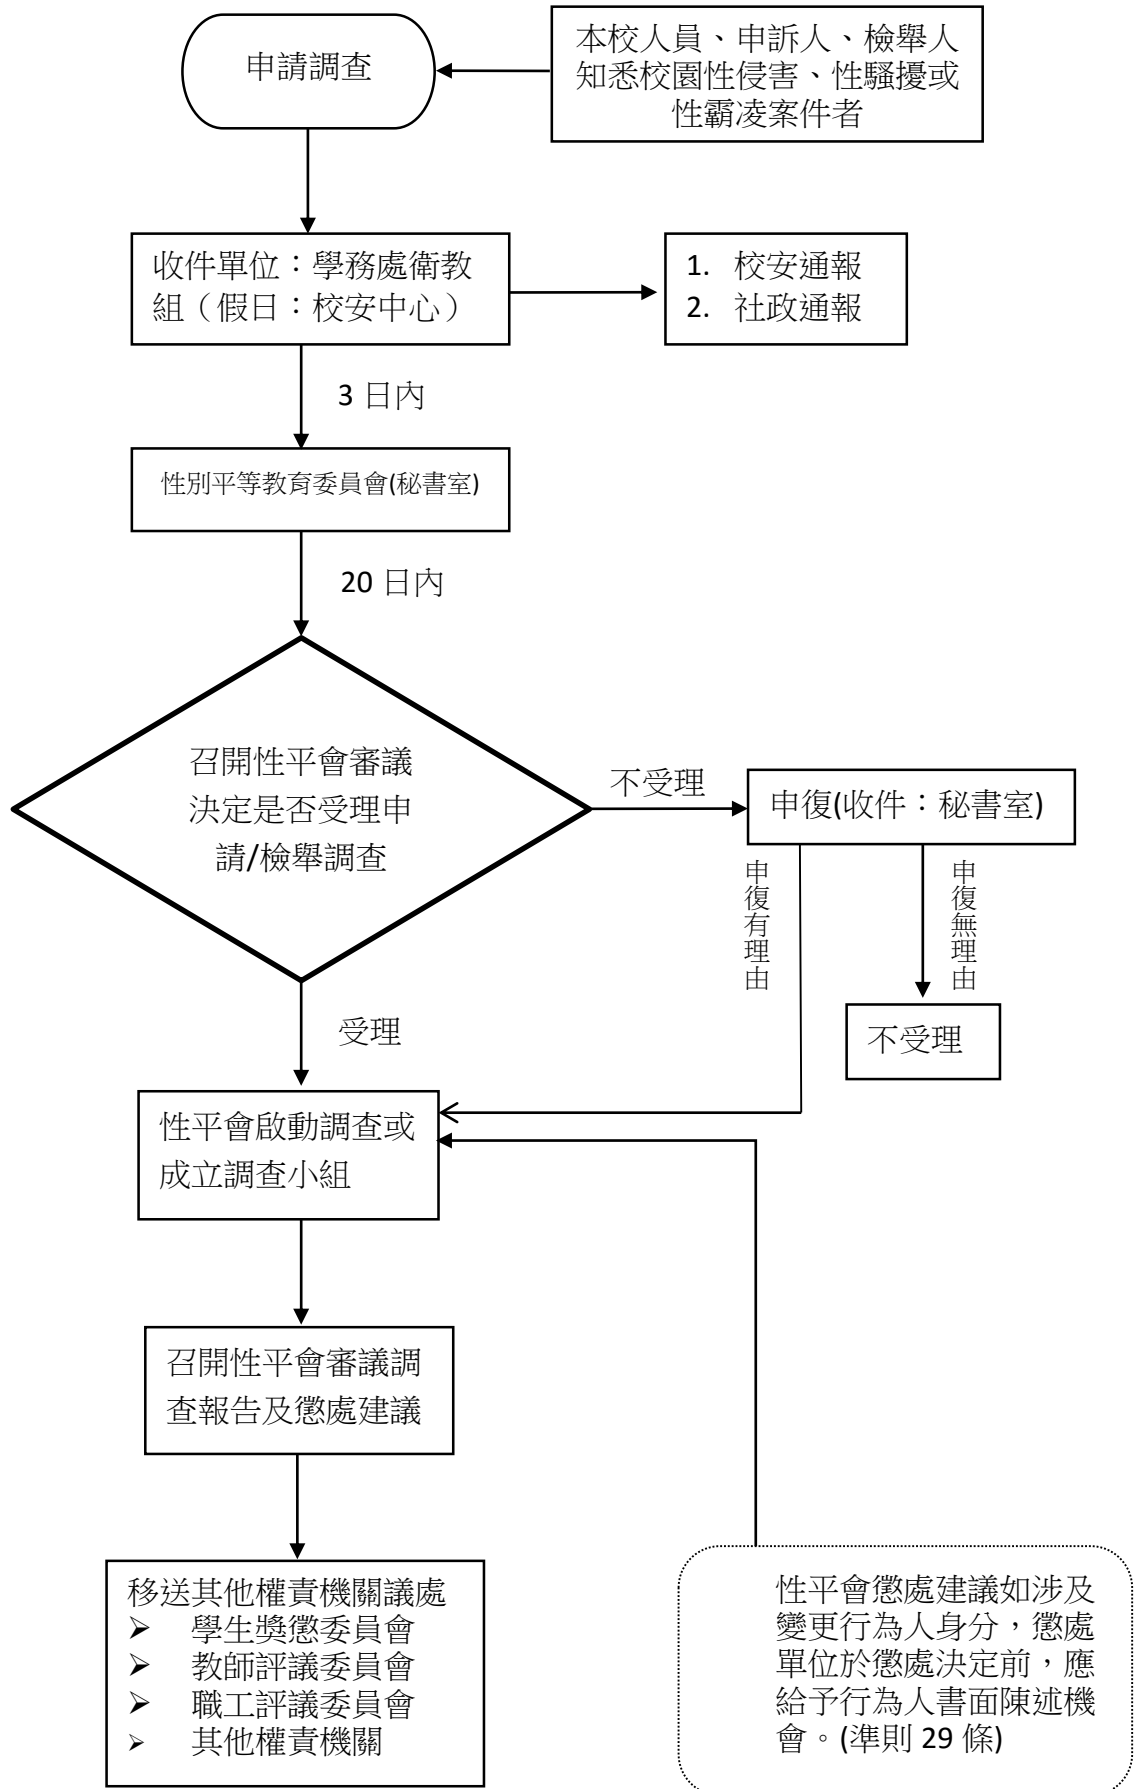 申請調查
本校人員、申訴人、檢舉人
知悉校園性侵害、性騷擾或
性霸凌案件者
收件單位：學務處衛教
組（假日：校安中心）
1. 校安通報
2. 社政通報
3 日內
性別平等教育委員會(秘書室)
20 日內
召開性平會審議
決定是否受理申
請/檢舉調查
不受理
申復(收件：秘書室)
申復有理由
申復無理由
不受理
受理
性平會啟動調查或
成立調查小組
召開性平會審議調
查報告及懲處建議
移送其他權責機關議處
➢ 學生獎懲委員會
➢ 教師評議委員會
➢ 職工評議委員會
➢ 其他權責機關
性平會懲處建議如涉及
變更行為人身分，懲處
單位於懲處決定前，應
給予行為人書面陳述機
會。(準則 29 條)